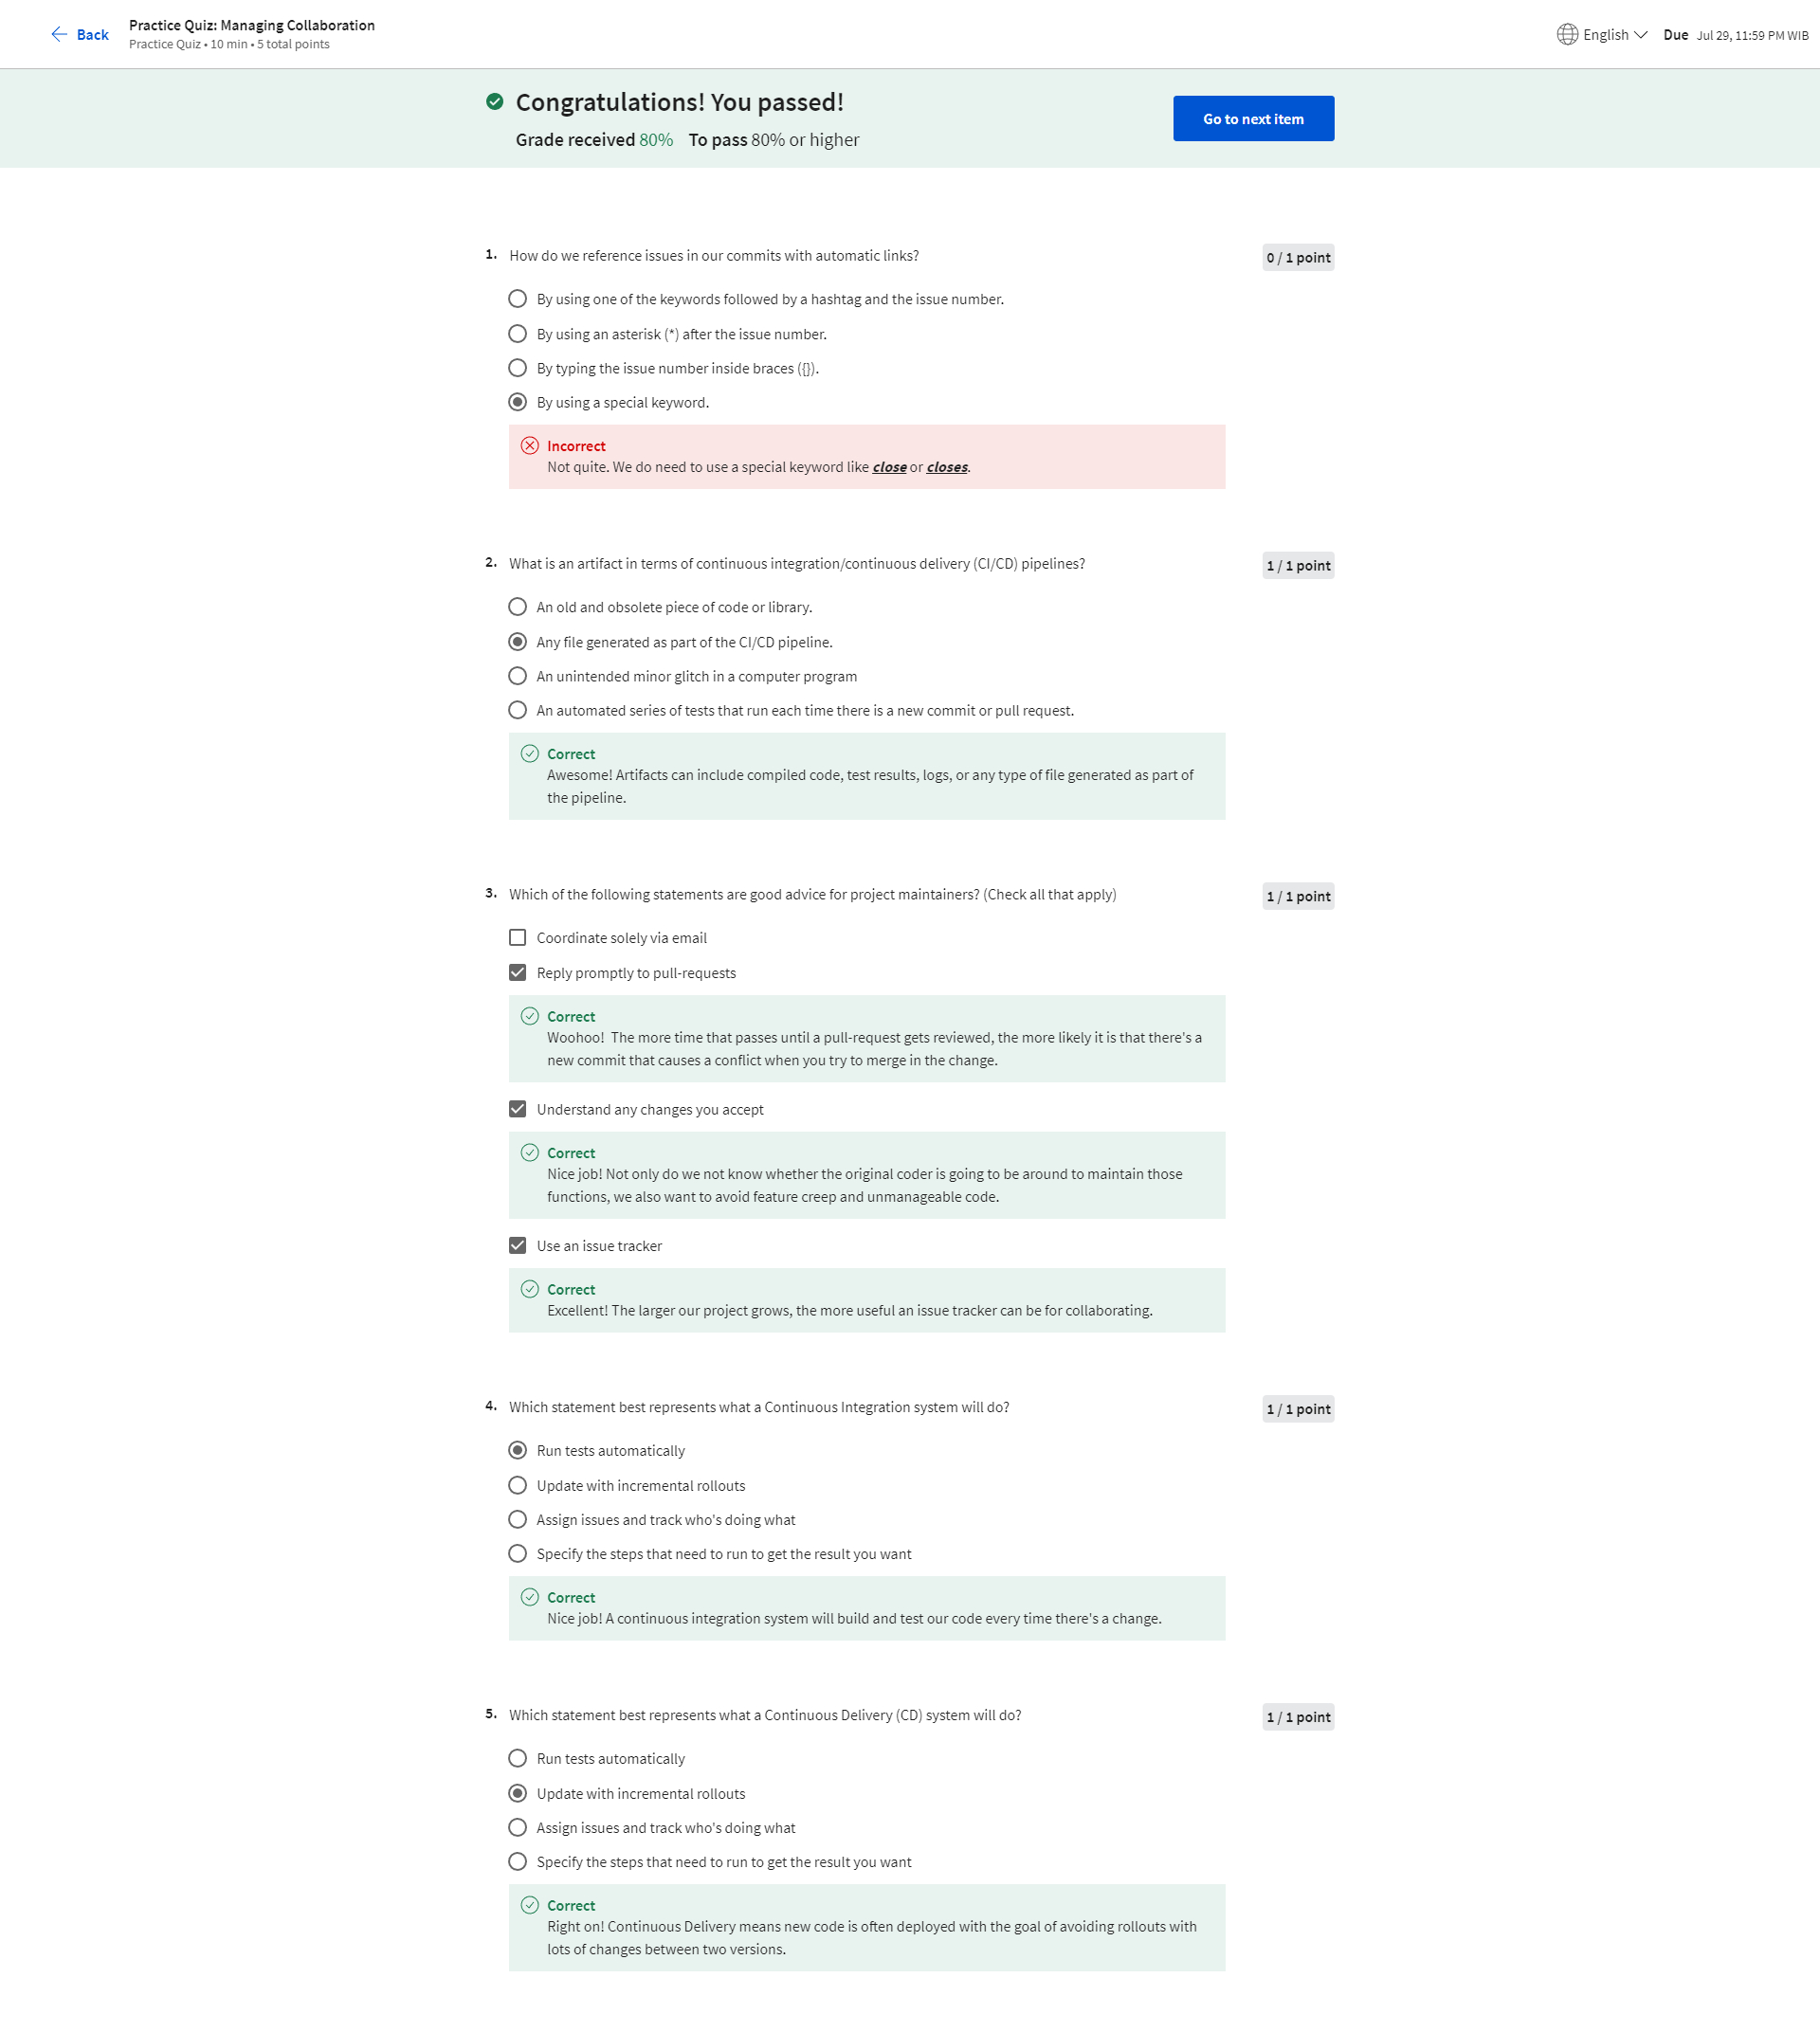 Back
Practice Quiz: Managing Collaboration
Practice Quiz • 10 min • 5 total points
English
Due Jul 29, 11:59 PM WIB
Congratulations! You passed!
Grade received 80% To pass 80% or higher
Go to next item
1. How do we reference issues in our commits with automatic links?
0 / 1 point
By using one of the keywords followed by a hashtag and the issue number.
By using an asterisk (*) after the issue number.
By typing the issue number inside braces ({}).
By using a special keyword.
Incorrect
Not quite. We do need to use a special keyword like close or closes.
2. What is an artifact in terms of continuous integration/continuous delivery (CI/CD) pipelines?
1 / 1 point
An old and obsolete piece of code or library.
Any file generated as part of the CI/CD pipeline.
An unintended minor glitch in a computer program
An automated series of tests that run each time there is a new commit or pull request.
Correct
Awesome! Artifacts can include compiled code, test results, logs, or any type of file generated as part of
the pipeline.
3. Which of the following statements are good advice for project maintainers? (Check all that apply)
1 / 1 point
Coordinate solely via email
Reply promptly to pull-requests
Correct
Woohoo!  The more time that passes until a pull-request gets reviewed, the more likely it is that there's a
new commit that causes a conflict when you try to merge in the change.
Understand any changes you accept
Correct
Nice job! Not only do we not know whether the original coder is going to be around to maintain those
functions, we also want to avoid feature creep and unmanageable code.
Use an issue tracker
Correct
Excellent! The larger our project grows, the more useful an issue tracker can be for collaborating.
4. Which statement best represents what a Continuous Integration system will do?
1 / 1 point
Run tests automatically
Update with incremental rollouts
Assign issues and track who's doing what
Specify the steps that need to run to get the result you want
Correct
Nice job! A continuous integration system will build and test our code every time there's a change.
5. Which statement best represents what a Continuous Delivery (CD) system will do?
1 / 1 point
Run tests automatically
Update with incremental rollouts
Assign issues and track who's doing what
Specify the steps that need to run to get the result you want
Correct
Right on! Continuous Delivery means new code is often deployed with the goal of avoiding rollouts with
lots of changes between two versions.